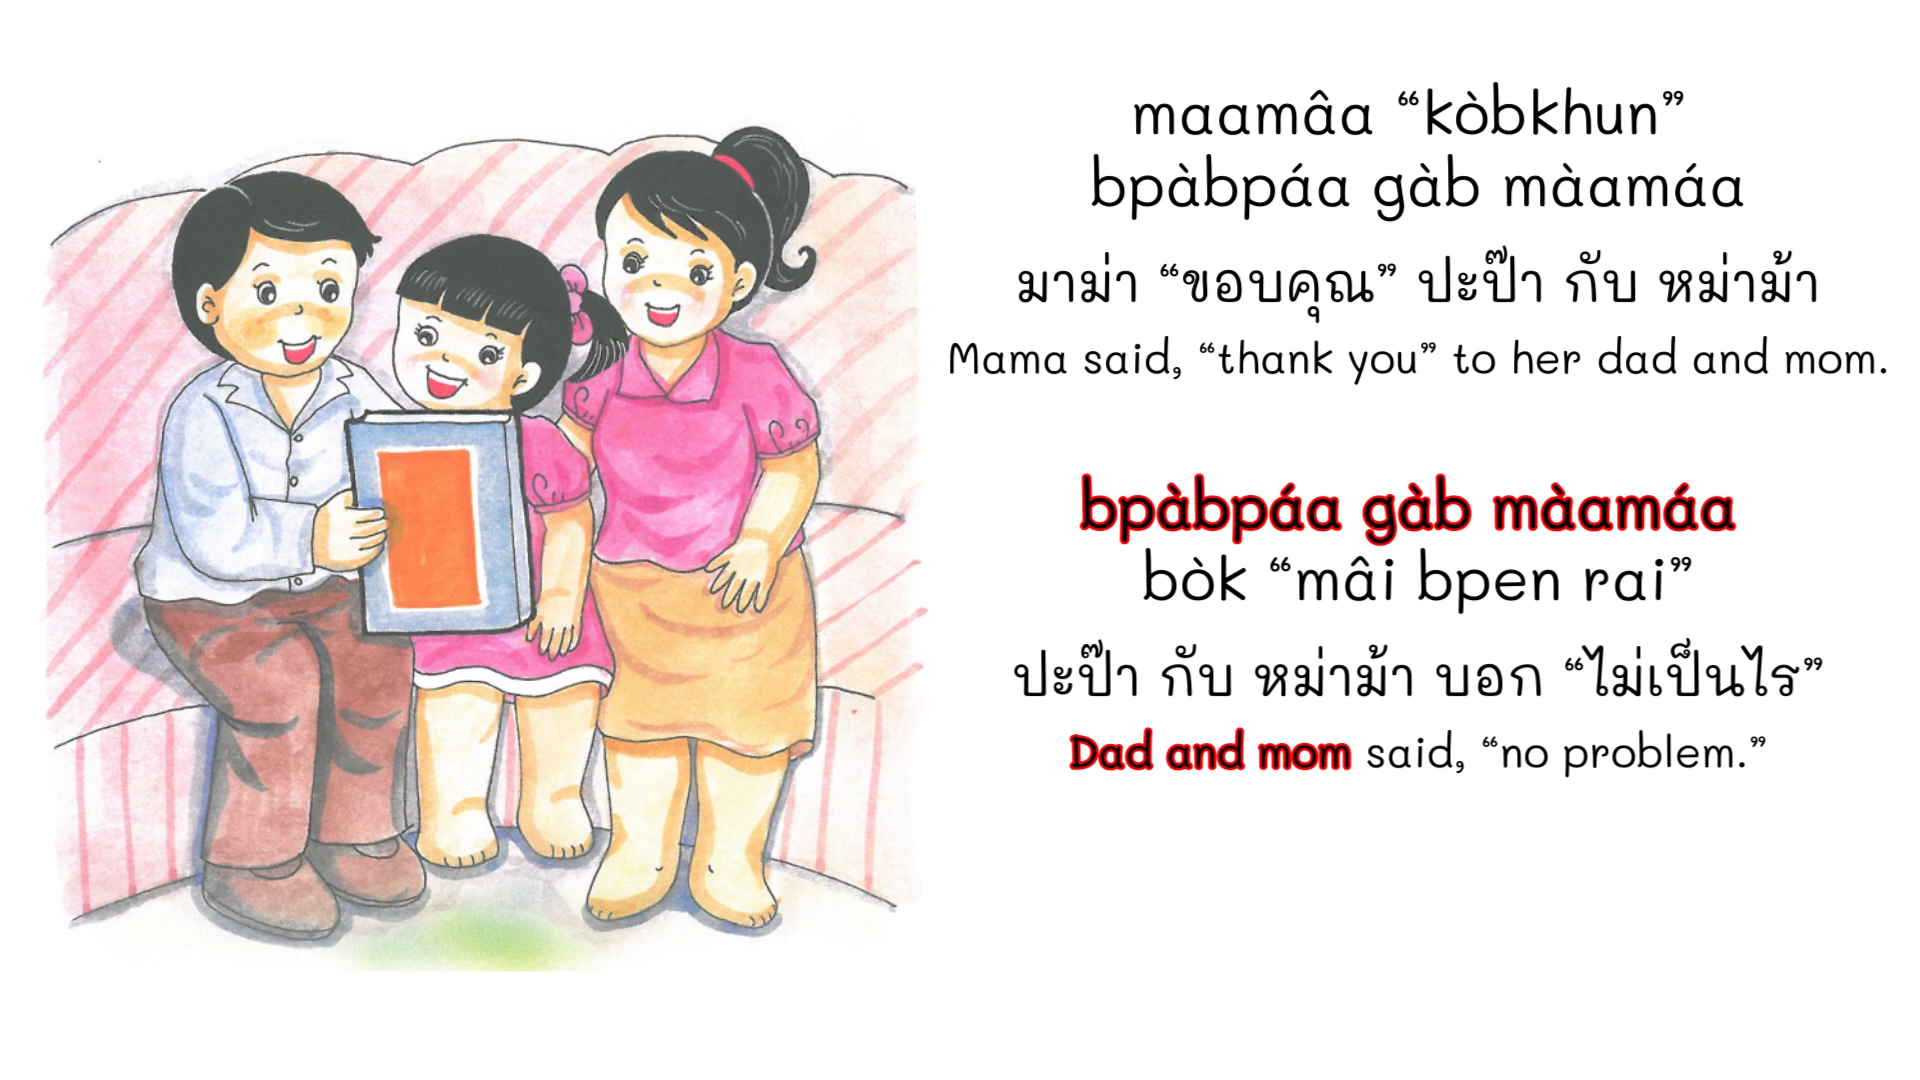 maamâa “kòbkhun”
bpàbpáa gàb màamáa
มาม่า “ขอบคุณ” ปะป๊า กับ หม่าม้า
Mama said, “thank you” to her dad and mom.
bpàbpáa gàb màamáa
bòk “mâi bpen rai”
ปะป๊า กับ หม่าม้า บอก “ไม่เป็นไร”
Dad and mom said, “no problem.”